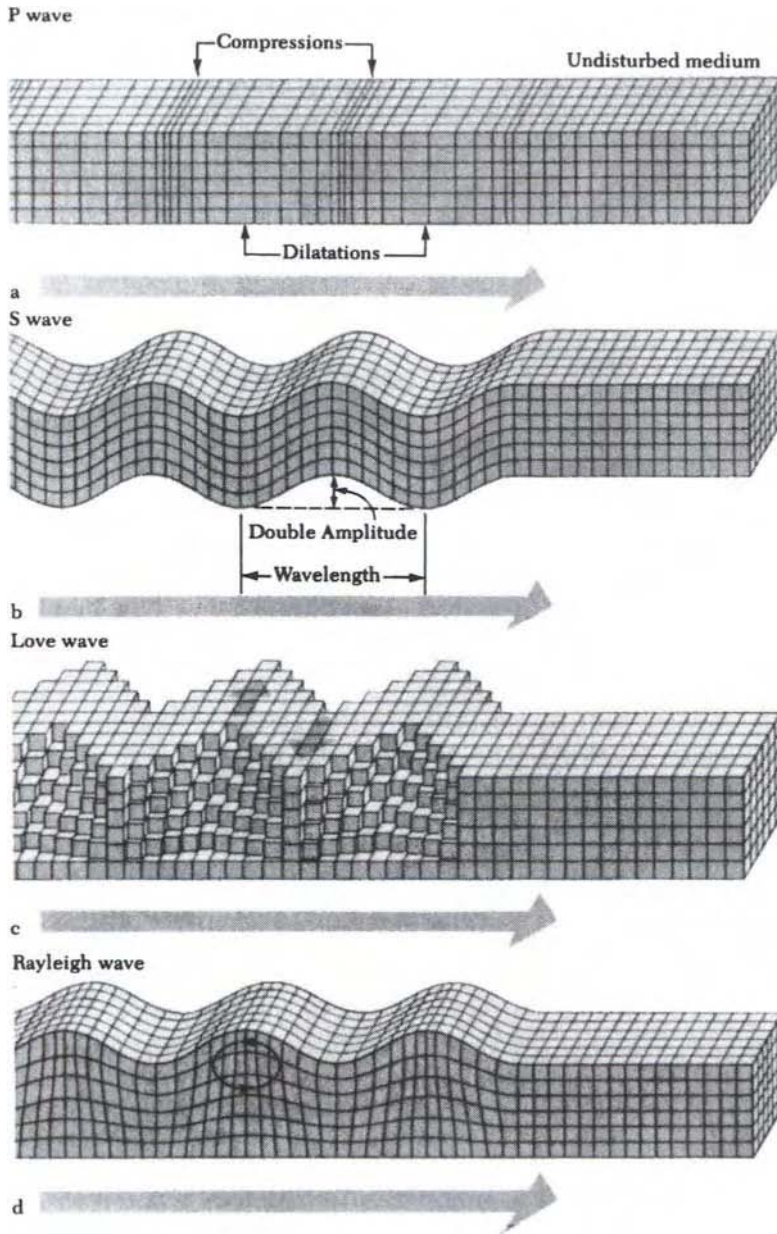 P wave
Compressions
Undisturbed medium
Dilatations
a
S wave
Double Amplitude
Wavelength
b
Love wave
c
Rayleigh wave
d